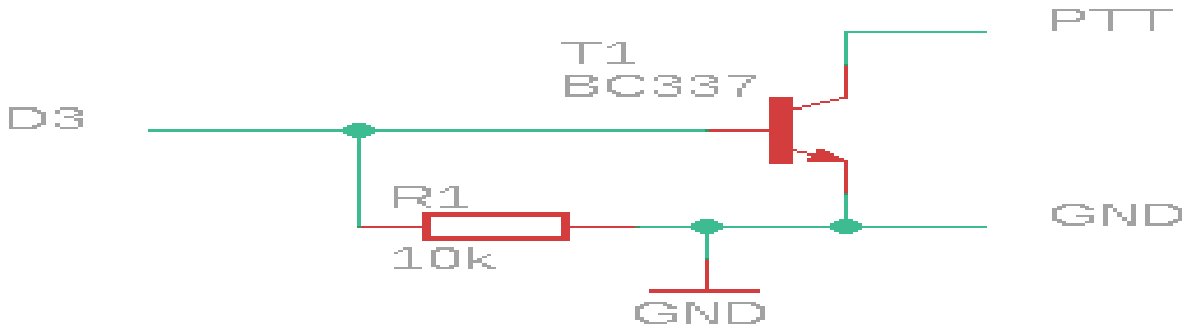 PTT
T1
BC337
D3
R1
GND
10k
GND